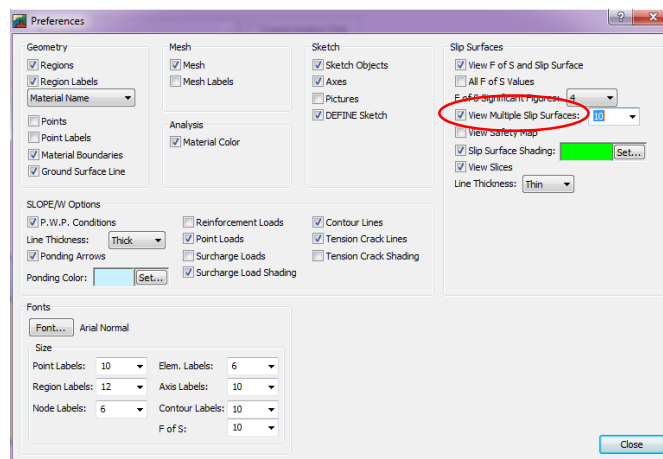 Preferences
Geometry
Regions
Region Labels
Material Name
Points
Point Labels
Material Boundaries
Ground Surface Line
Mesh
Mesh
Mesh Labels
Analysis
Material Color
Sketch
Sketch Objects
Axes
Pictures
DEFINE Sketch
Slip Surfaces
View F of S and Slip Surface
All F of S Values
F of S Significant Figures: 4
View Multiple Slip Surfaces: 10
View Safety Map
Slip Surface Shading: Set...
View Slices
Line Thickness: Thin
SLOPE/W Options
P.W.P. Conditions
Line Thickness: Thick
Ponding Arrows
Ponding Color: Set...
Reinforcement Loads
Point Loads
Surcharge Loads
Surcharge Load Shading
Contour Lines
Tension Crack Lines
Tension Crack Shading
Fonts
Font... Arial Normal
Size
Point Labels: 10 Elem. Labels: 6
Region Labels: 12 Axis Labels: 10
Node Labels: 6 Contour Labels: 10
F of S: 10
Close